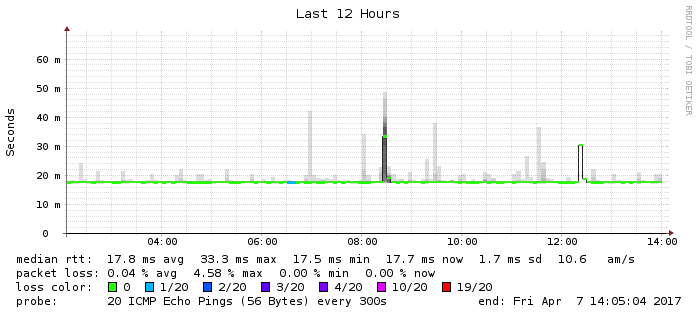 Last 12 Hours
RRDTOOL / TOBI OETIKER
Seconds
60 m
50 m
40 m
30 m
20 m
10 m
0
04:00 06:00 08:00 10:00 12:00 14:00
median rtt: 17.8 ms avg 33.3 ms max 17.5 ms min 17.7 ms now 1.7 ms sd 10.6 am/s
packet loss: 0.04 % avg 4.58 % max 0.00 % min 0.00 % now
loss color: 0 1/20 2/20 3/20 4/20 10/20 19/20
probe: 20 ICMP Echo Pings (56 Bytes) every 300s end: Fri Apr 7 14:05:04 2017